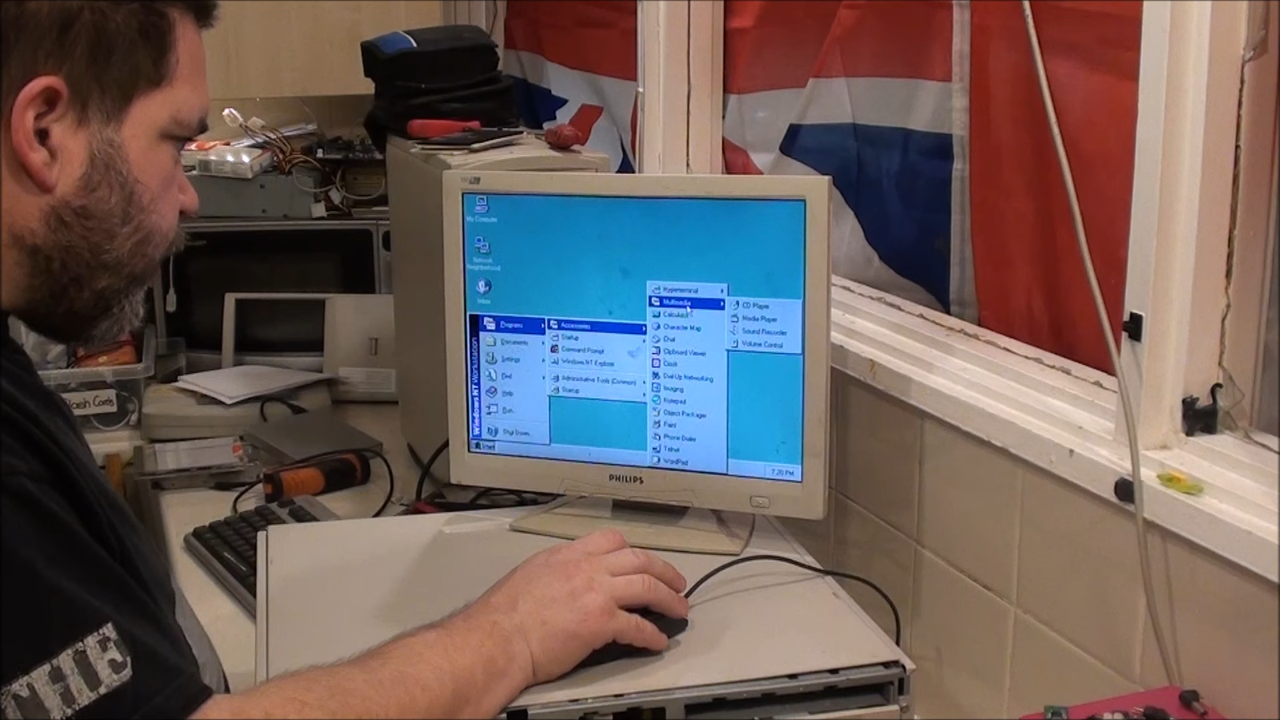 My Computer
Network Neighborhood
Inbox
Hyperterminal
Multimedia
Calculator
Character Map
Chat
Clipboard Viewer
Clock
Dial-Up Networking
Imaging
Notepad
Object Packager
Paint
Phone Dialer
Telnet
WordPad
CD Player
Media Player
Sound Recorder
Volume Control
Programs
Documents
Settings
Find
Help
Run...
Shut Down...
Accessories
Startup
Command Prompt
Windows NT Explorer
Administrative Tools (Common)
Startup
Windows NT Workstation
Start
7:20 PM
PHILIPS
Flash Cards
THE